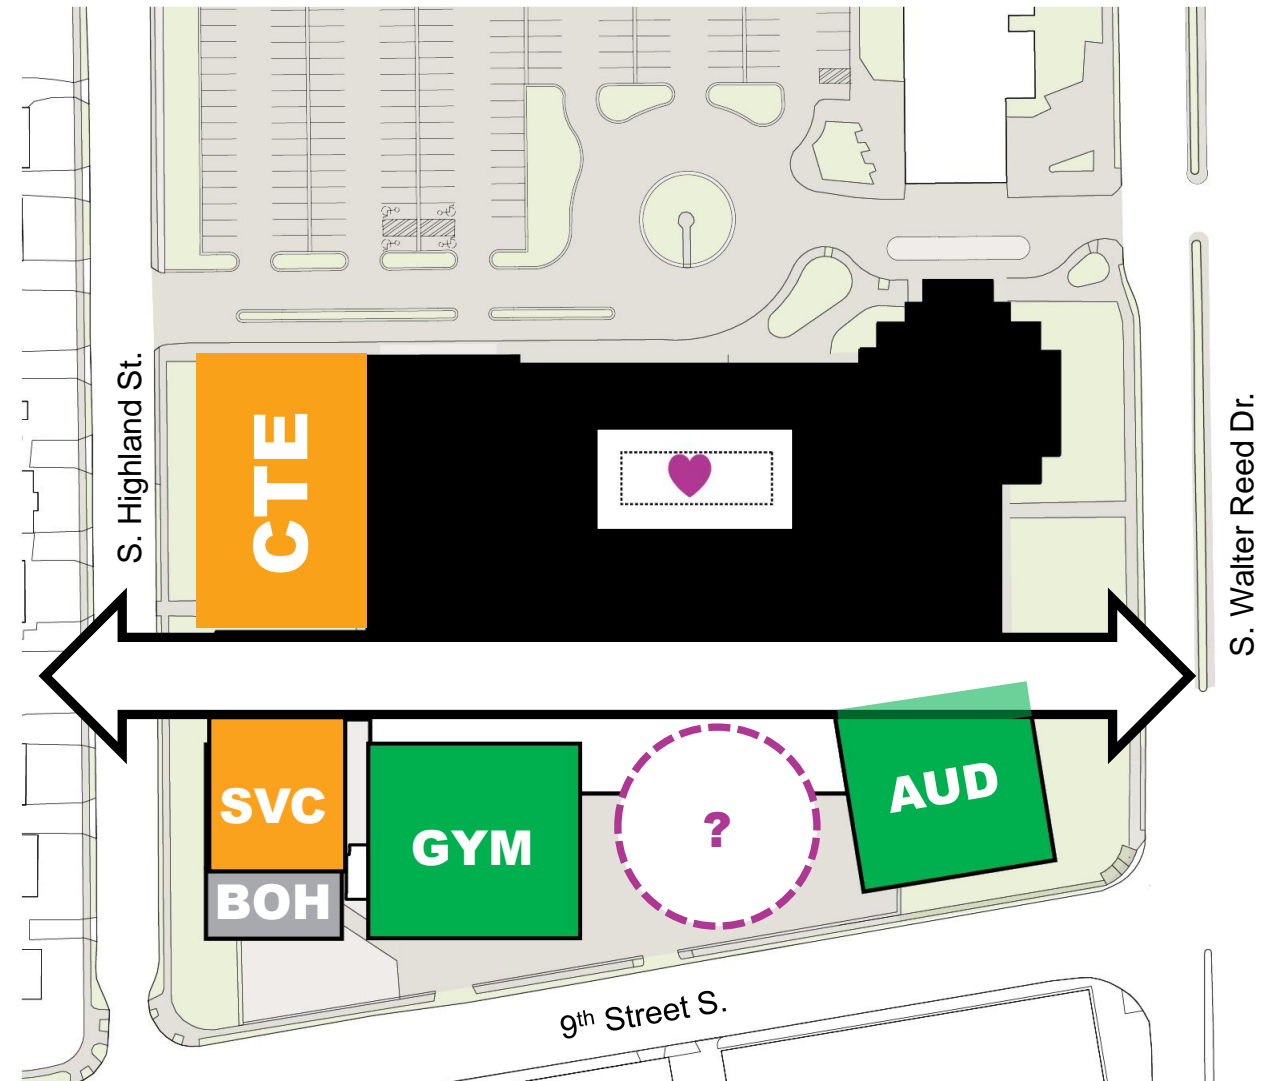 S. Highland St.
CTE
S. Walter Reed Dr.
SVC
BOH
GYM
?
AUD
9th Street S.